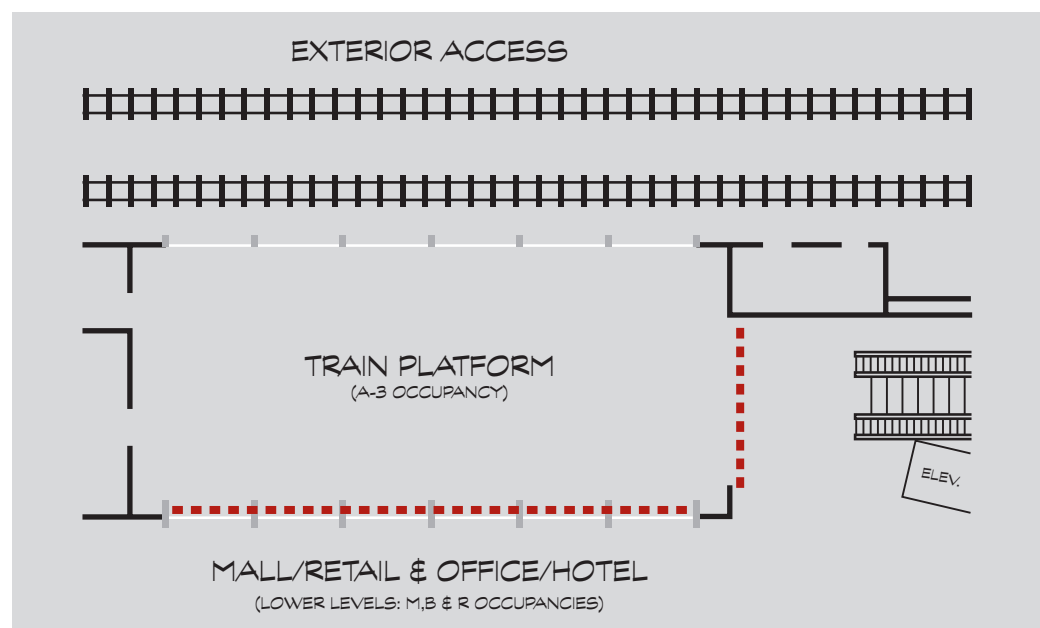 EXTERIOR ACCESS
TRAIN PLATFORM
(A-3 OCCUPANCY)
ELEV.
MALL/RETAIL & OFFICE/HOTEL
(LOWER LEVELS: M,B & R OCCUPANCIES)